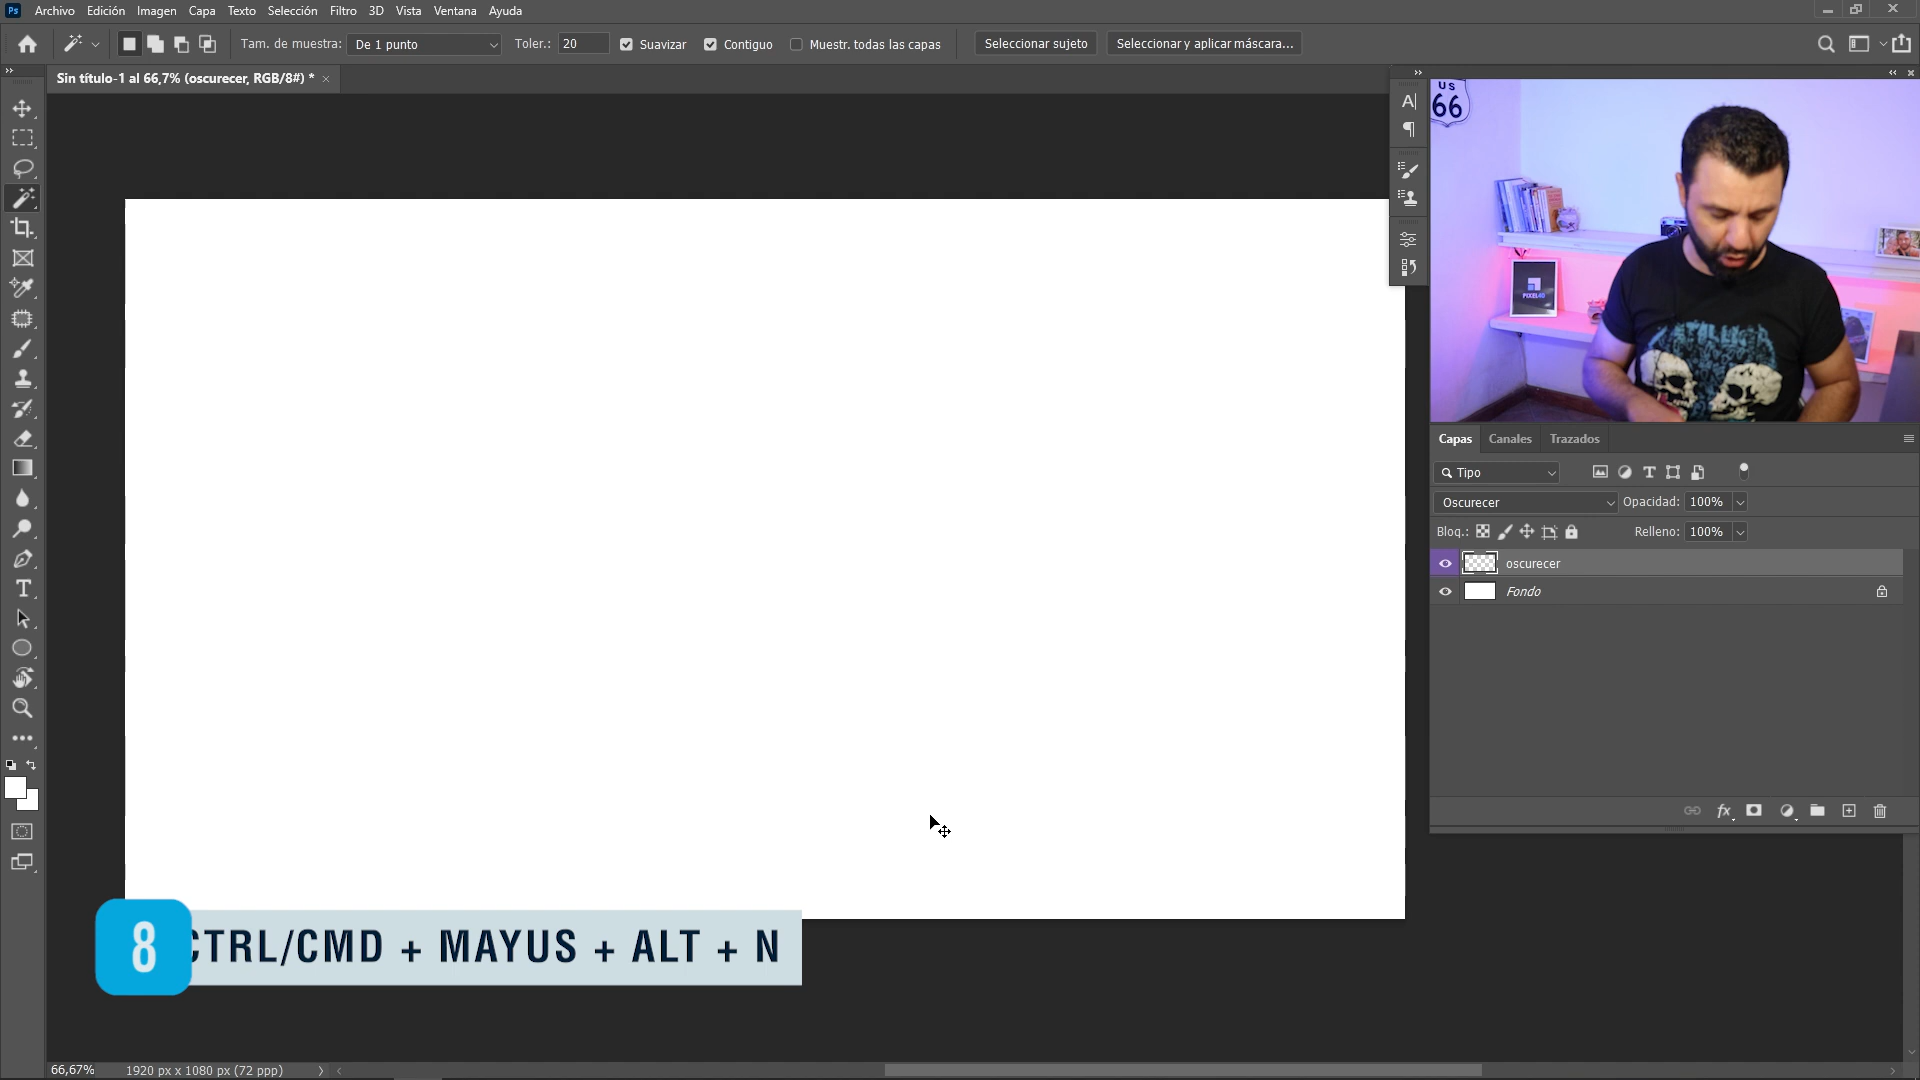 Ps Archivo Edición Imagen Capa Texto Selección Filtro 3D Vista Ventana Ayuda
Tam. de muestra: De 1 punto Toler.: 20 Suavizar Contiguo Muestr. todas las capas Seleccionar sujeto Seleccionar y aplicar máscara...
Sin título-1 al 66,7% (oscurecer, RGB/8#) *
US
66
PIXEL40
Capas Canales Trazados
Tipo
Oscurecer Opacidad: 100%
Bloq.: Relleno: 100%
oscurecer
Fondo
8 CTRL/CMD + MAYUS + ALT + N
66,67% 1920 px x 1080 px (72 ppp)